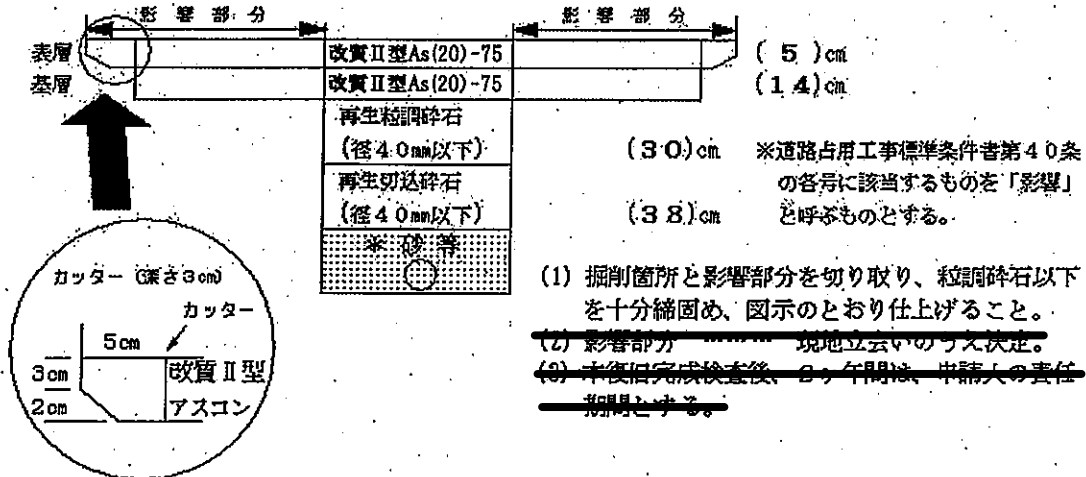 影響部分
影響部分
表層
改質Ⅱ型As(20)-75
(5)cm
基層
改質Ⅱ型As(20)-75
(14)cm
再生粒調砕石
(径40mm以下)
(30)cm
※道路占用工事標準条件書第40条
の各号に該当するものを「影響」
と呼ぶものとする。
再生切込砕石
(径40mm以下)
(38)cm
※砂等
カッター(深さ3cm)
カッター
5cm
3cm
改質Ⅱ型
2cm
アスコン
(1) 掘削箇所と影響部分を切り取り、粒調砕石以下
を十分締固め、図示のとおり仕上げること。
(2) 影響部分 ……… 現地立会いのうえ決定。
(3) 本復旧完成検査後、2ヶ年間は、申請人の責任
期間とする。